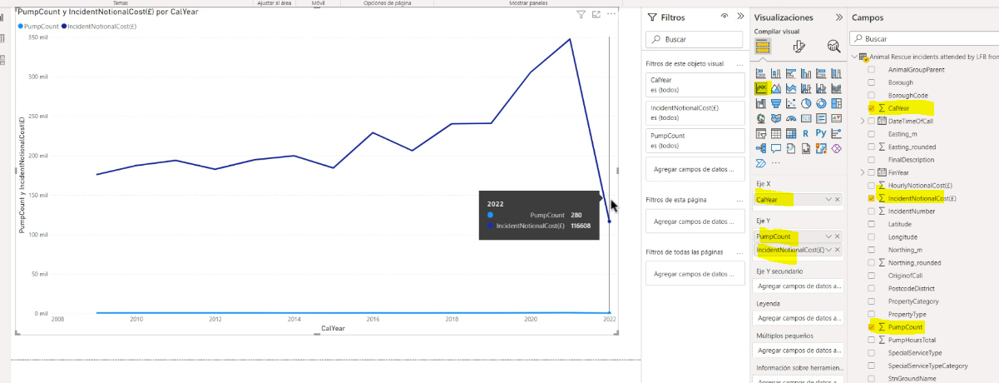 Temas
Ajustar al área
Móvil
Opciones de página
Mostrar paneles
PumpCount y IncidentNotionalCost(£) por CalYear
PumpCount IncidentNotionalCost(£)
350 mil
300 mil
250 mil
200 mil
150 mil
100 mil
50 mil
0 mil
PumpCount y IncidentNotionalCost(£)
2008
2010
2012
2014
2016
2018
2020
2022
CalYear
2022
PumpCount 280
IncidentNotionalCost(£) 116608
Filtros
Buscar
Filtros de este objeto visual ...
CalYear
es (todos)
IncidentNotionalCost(£)
es (todos)
PumpCount
es (todos)
Agregar campos de datos ...
Filtros de esta página ...
Agregar campos de datos ...
Filtros de todas las páginas ...
Agregar campos de datos ...
Visualizaciones
Compilar visual
123
R
Py
...
Eje X
CalYear
Eje Y
PumpCount
IncidentNotionalCost(£)
Eje Y secundario
Agregar campos de datos a...
Leyenda
Agregar campos de datos a...
Múltiplos pequeños
Agregar campos de datos a...
Información sobre herramien...
Agregar campos de datos a...
Campos
Buscar
Animal Rescue incidents attended by LFB fron
AnimalGroupParent
Borough
BoroughCode
CalYear
DateTimeOfCall
Easting_m
Easting_rounded
FinalDescription
FinYear
HourlyNotionalCost(£)
IncidentNotionalCost(£)
IncidentNumber
Latitude
Longitude
Northing_m
Northing_rounded
OriginofCall
PostcodeDistrict
PropertyCategory
PropertyType
PumpCount
PumpHoursTotal
SpecialServiceType
SpecialServiceTypeCategory
StnGroundName